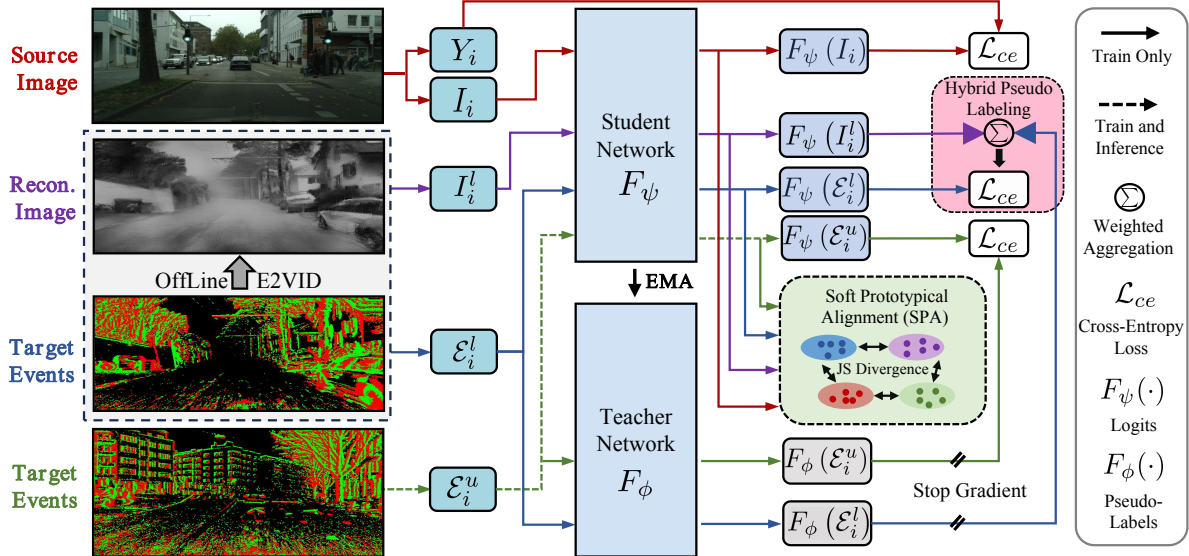 Source
Image
Recon.
Image
OffLine
E2VID
Target
Events
Target
Events
Y_i
I_i
I_i^l
ℰ_i^l
ℰ_i^u
Student
Network
F_ψ
EMA
Teacher
Network
F_ϕ
F_ψ (I_i)
F_ψ (I_i^l)
F_ψ (ℰ_i^l)
F_ψ (ℰ_i^u)
ℒ_ce
Hybrid Pseudo
Labeling
Σ
ℒ_ce
ℒ_ce
Soft Prototypical
Alignment (SPA)
JS Divergence
F_ϕ (ℰ_i^u)
Stop Gradient
F_ϕ (ℰ_i^l)
Train Only
Train and
Inference
Σ
Weighted
Aggregation
ℒ_ce
Cross-Entropy
Loss
F_ψ(·)
Logits
F_ϕ(·)
Pseudo-
Labels